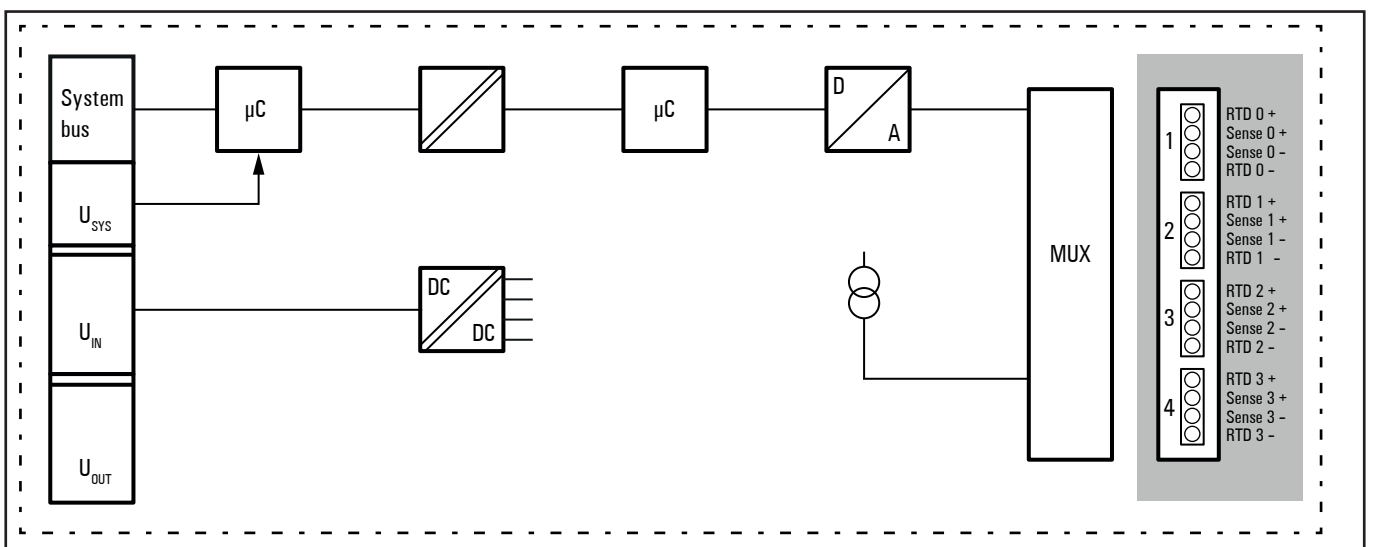 System
bus
µC
µC
D
A
U SYS
U IN
U OUT
DC
DC
MUX
1
RTD 0 +
Sense 0 +
Sense 0 –
RTD 0 –
2
RTD 1 +
Sense 1 +
Sense 1 –
RTD 1 –
3
RTD 2 +
Sense 2 +
Sense 2 –
RTD 2 –
4
RTD 3 +
Sense 3 +
Sense 3 –
RTD 3 –